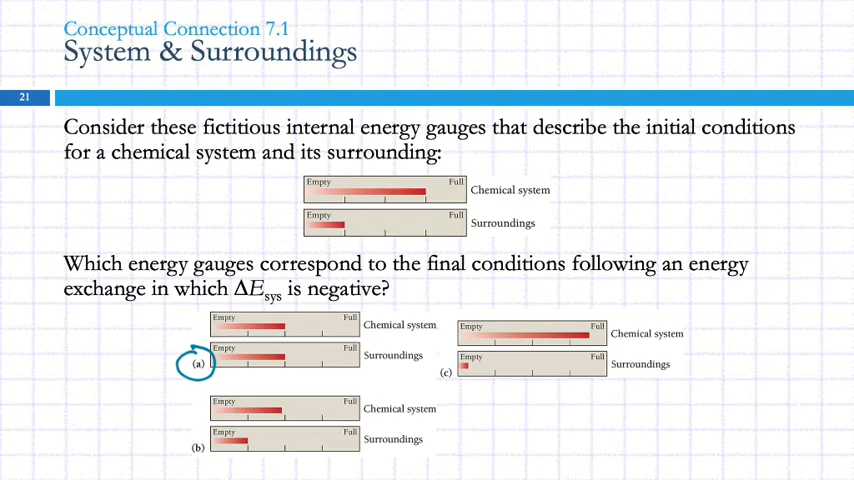 Conceptual Connection 7.1
System & Surroundings
21
Consider these fictitious internal energy gauges that describe the initial conditions
for a chemical system and its surrounding:
Empty Full
Chemical system
Empty Full
Surroundings
Which energy gauges correspond to the final conditions following an energy
exchange in which ΔEsys is negative?
Empty Full
Chemical system
(a) Empty Full
Surroundings
Empty Full
Chemical system
(b) Empty Full
Surroundings
Empty Full
Chemical system
(c) Empty Full
Surroundings